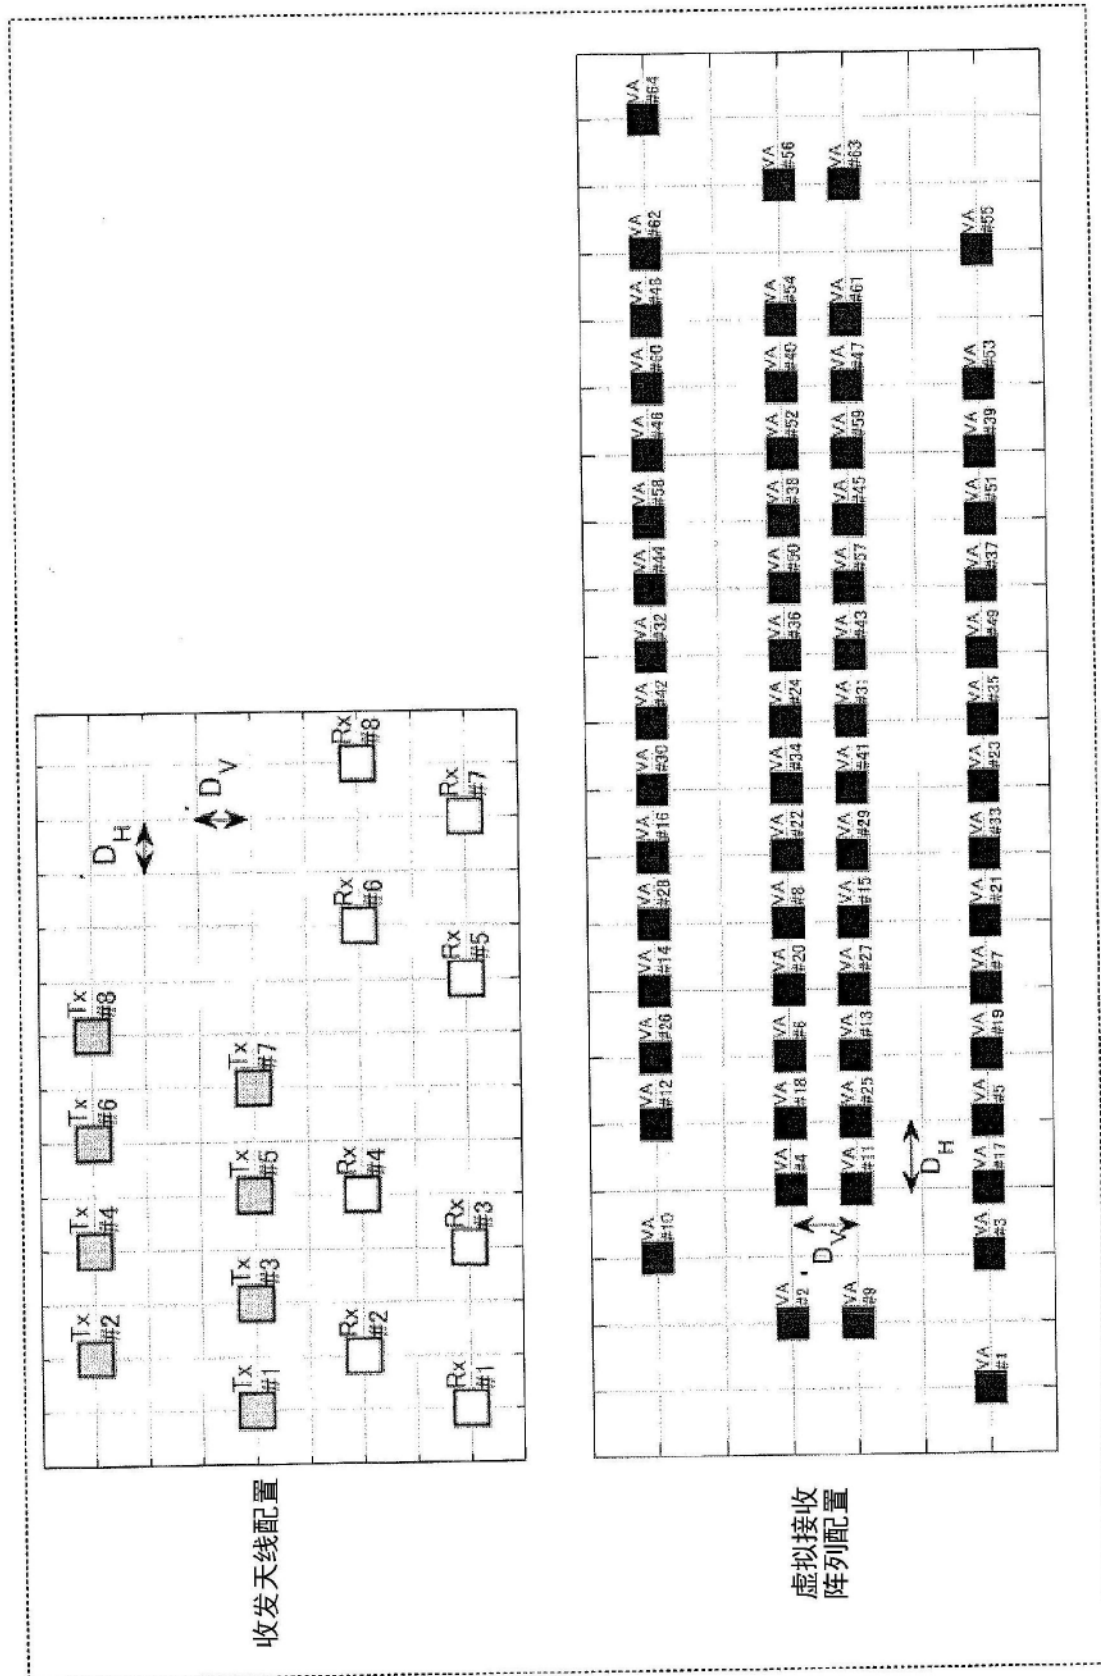 收发天线配置
Tx Tx Tx Tx
#2 #4 #6 #8
D_H
D_V
Tx Tx Tx Tx
#1 #3 #5 #7
Rx Rx Rx Rx
#2 #4 #6 #8
Rx Rx Rx Rx
#1 #3 #5 #7
虚拟接收
阵列配置
VA VA VA VA VA VA VA VA VA VA VA VA VA VA VA VA
#10 #12 #26 #14 #28 #16 #30 #42 #32 #44 #58 #46 #60 #48 #62 #64
VA VA VA VA VA VA VA VA VA VA VA VA VA VA VA VA
#2 #4 #18 #6 #20 #8 #22 #34 #24 #36 #50 #38 #52 #40 #54 #56
D_V
VA VA VA VA VA VA VA VA VA VA VA VA VA VA VA VA
#9 #11 #25 #13 #27 #15 #29 #41 #31 #43 #57 #45 #59 #47 #61 #63
D_H
VA VA VA VA VA VA VA VA VA VA VA VA VA VA VA VA
#1 #3 #17 #5 #19 #7 #21 #33 #23 #35 #49 #37 #51 #39 #53 #55